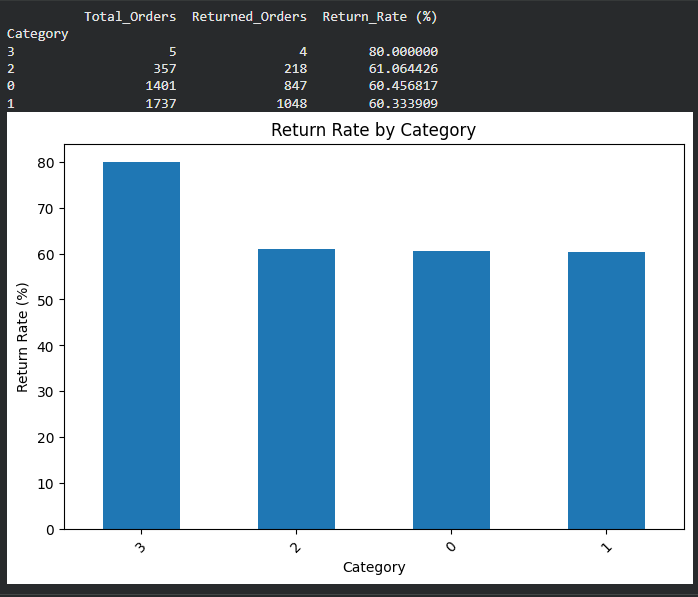 Total_Orders Returned_Orders Return_Rate (%)
Category
3 5 4 80.000000
2 357 218 61.064426
0 1401 847 60.456817
1 1737 1048 60.333909
Return Rate by Category
80
70
60
50
40
30
20
10
0
Return Rate (%)
3 2 0 1
Category